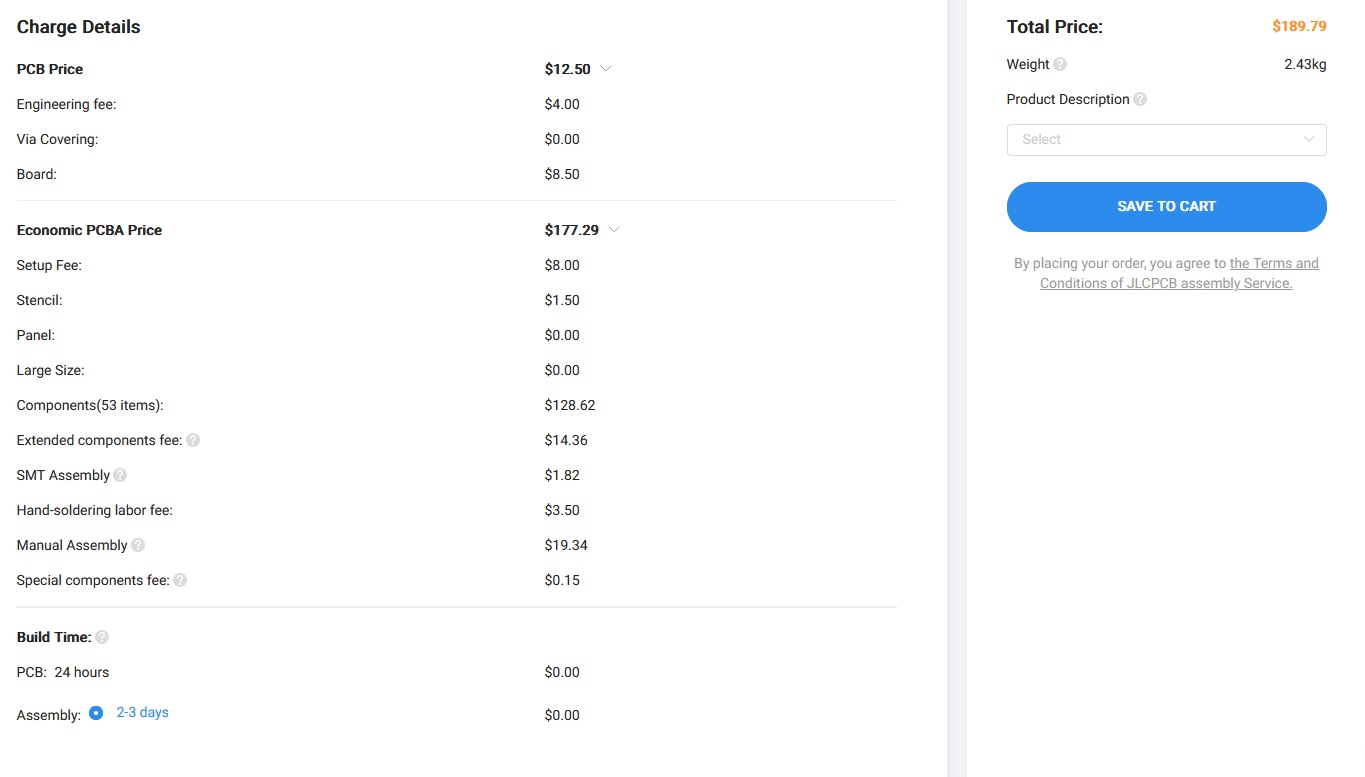 Charge Details
PCB Price $12.50
Engineering fee: $4.00
Via Covering: $0.00
Board: $8.50
Economic PCBA Price $177.29
Setup Fee: $8.00
Stencil: $1.50
Panel: $0.00
Large Size: $0.00
Components(53 items): $128.62
Extended components fee: ? $14.36
SMT Assembly ? $1.82
Hand-soldering labor fee: $3.50
Manual Assembly ? $19.34
Special components fee: ? $0.15
Build Time: ?
PCB: 24 hours $0.00
Assembly: 2-3 days $0.00
Total Price: $189.79
Weight ? 2.43kg
Product Description ?
Select
SAVE TO CART
By placing your order, you agree to the Terms and
Conditions of JLCPCB assembly Service.